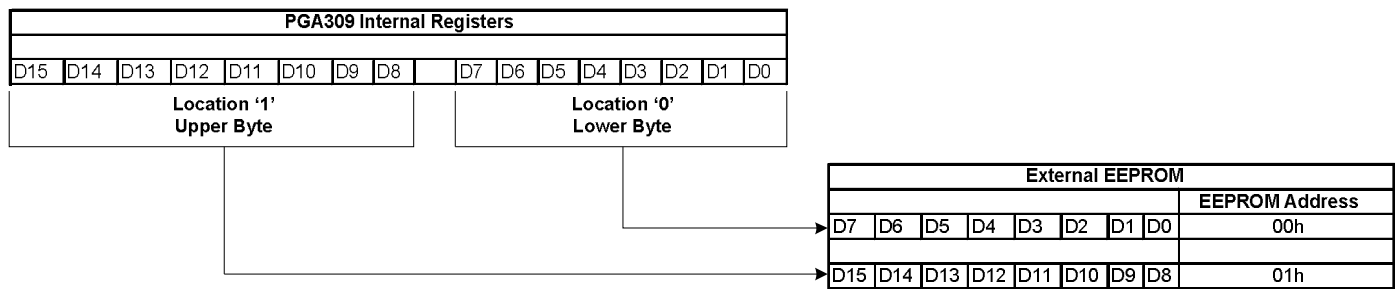 PGA309 Internal Registers
D15 D14 D13 D12 D11 D10 D9 D8 D7 D6 D5 D4 D3 D2 D1 D0
Location ‘1’ Location ‘0’
Upper Byte Lower Byte
External EEPROM
EEPROM Address
D7 D6 D5 D4 D3 D2 D1 D0 00h
D15 D14 D13 D12 D11 D10 D9 D8 01h